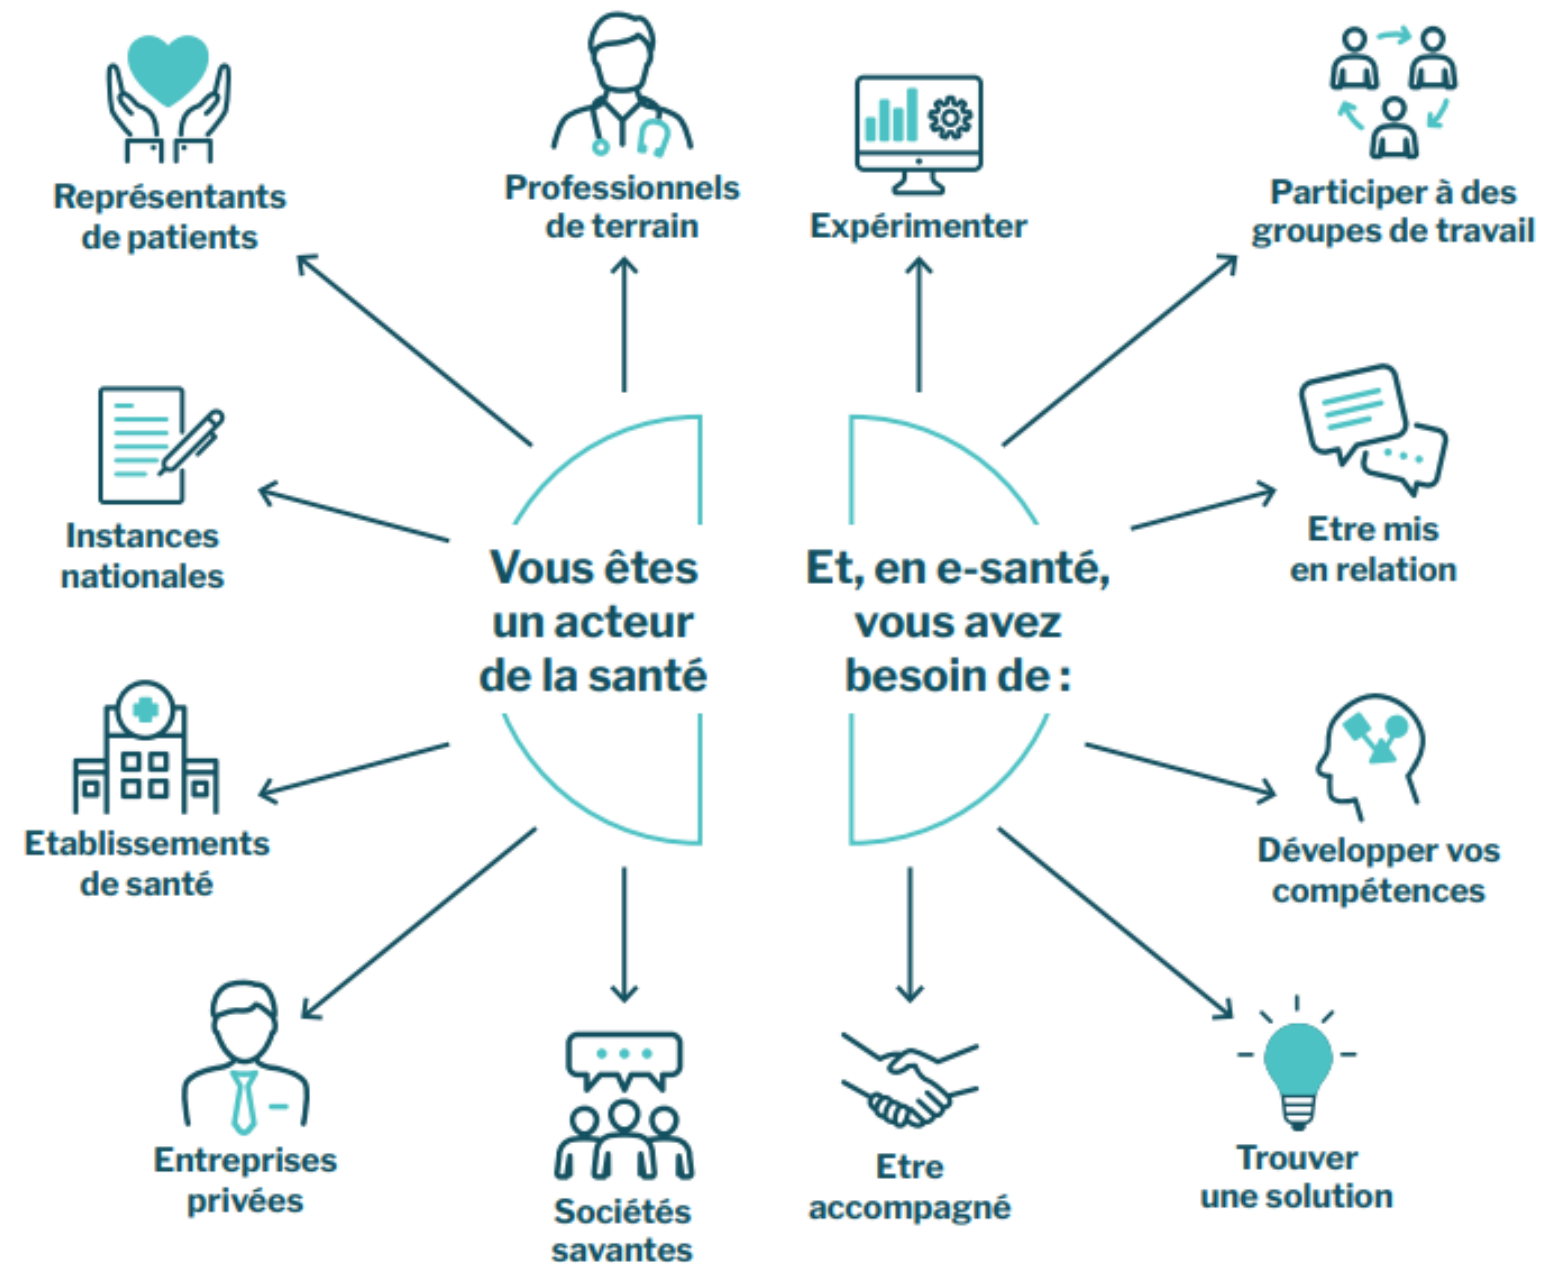 Représentants
de patients
Professionnels
de terrain
Expérimenter
Participer à des
groupes de travail
Instances
nationales
Etre mis
en relation
Vous êtes
un acteur
de la santé
Et, en e-santé,
vous avez
besoin de :
Etablissements
de santé
Développer vos
compétences
Entreprises
privées
Sociétés
savantes
Etre
accompagné
Trouver
une solution